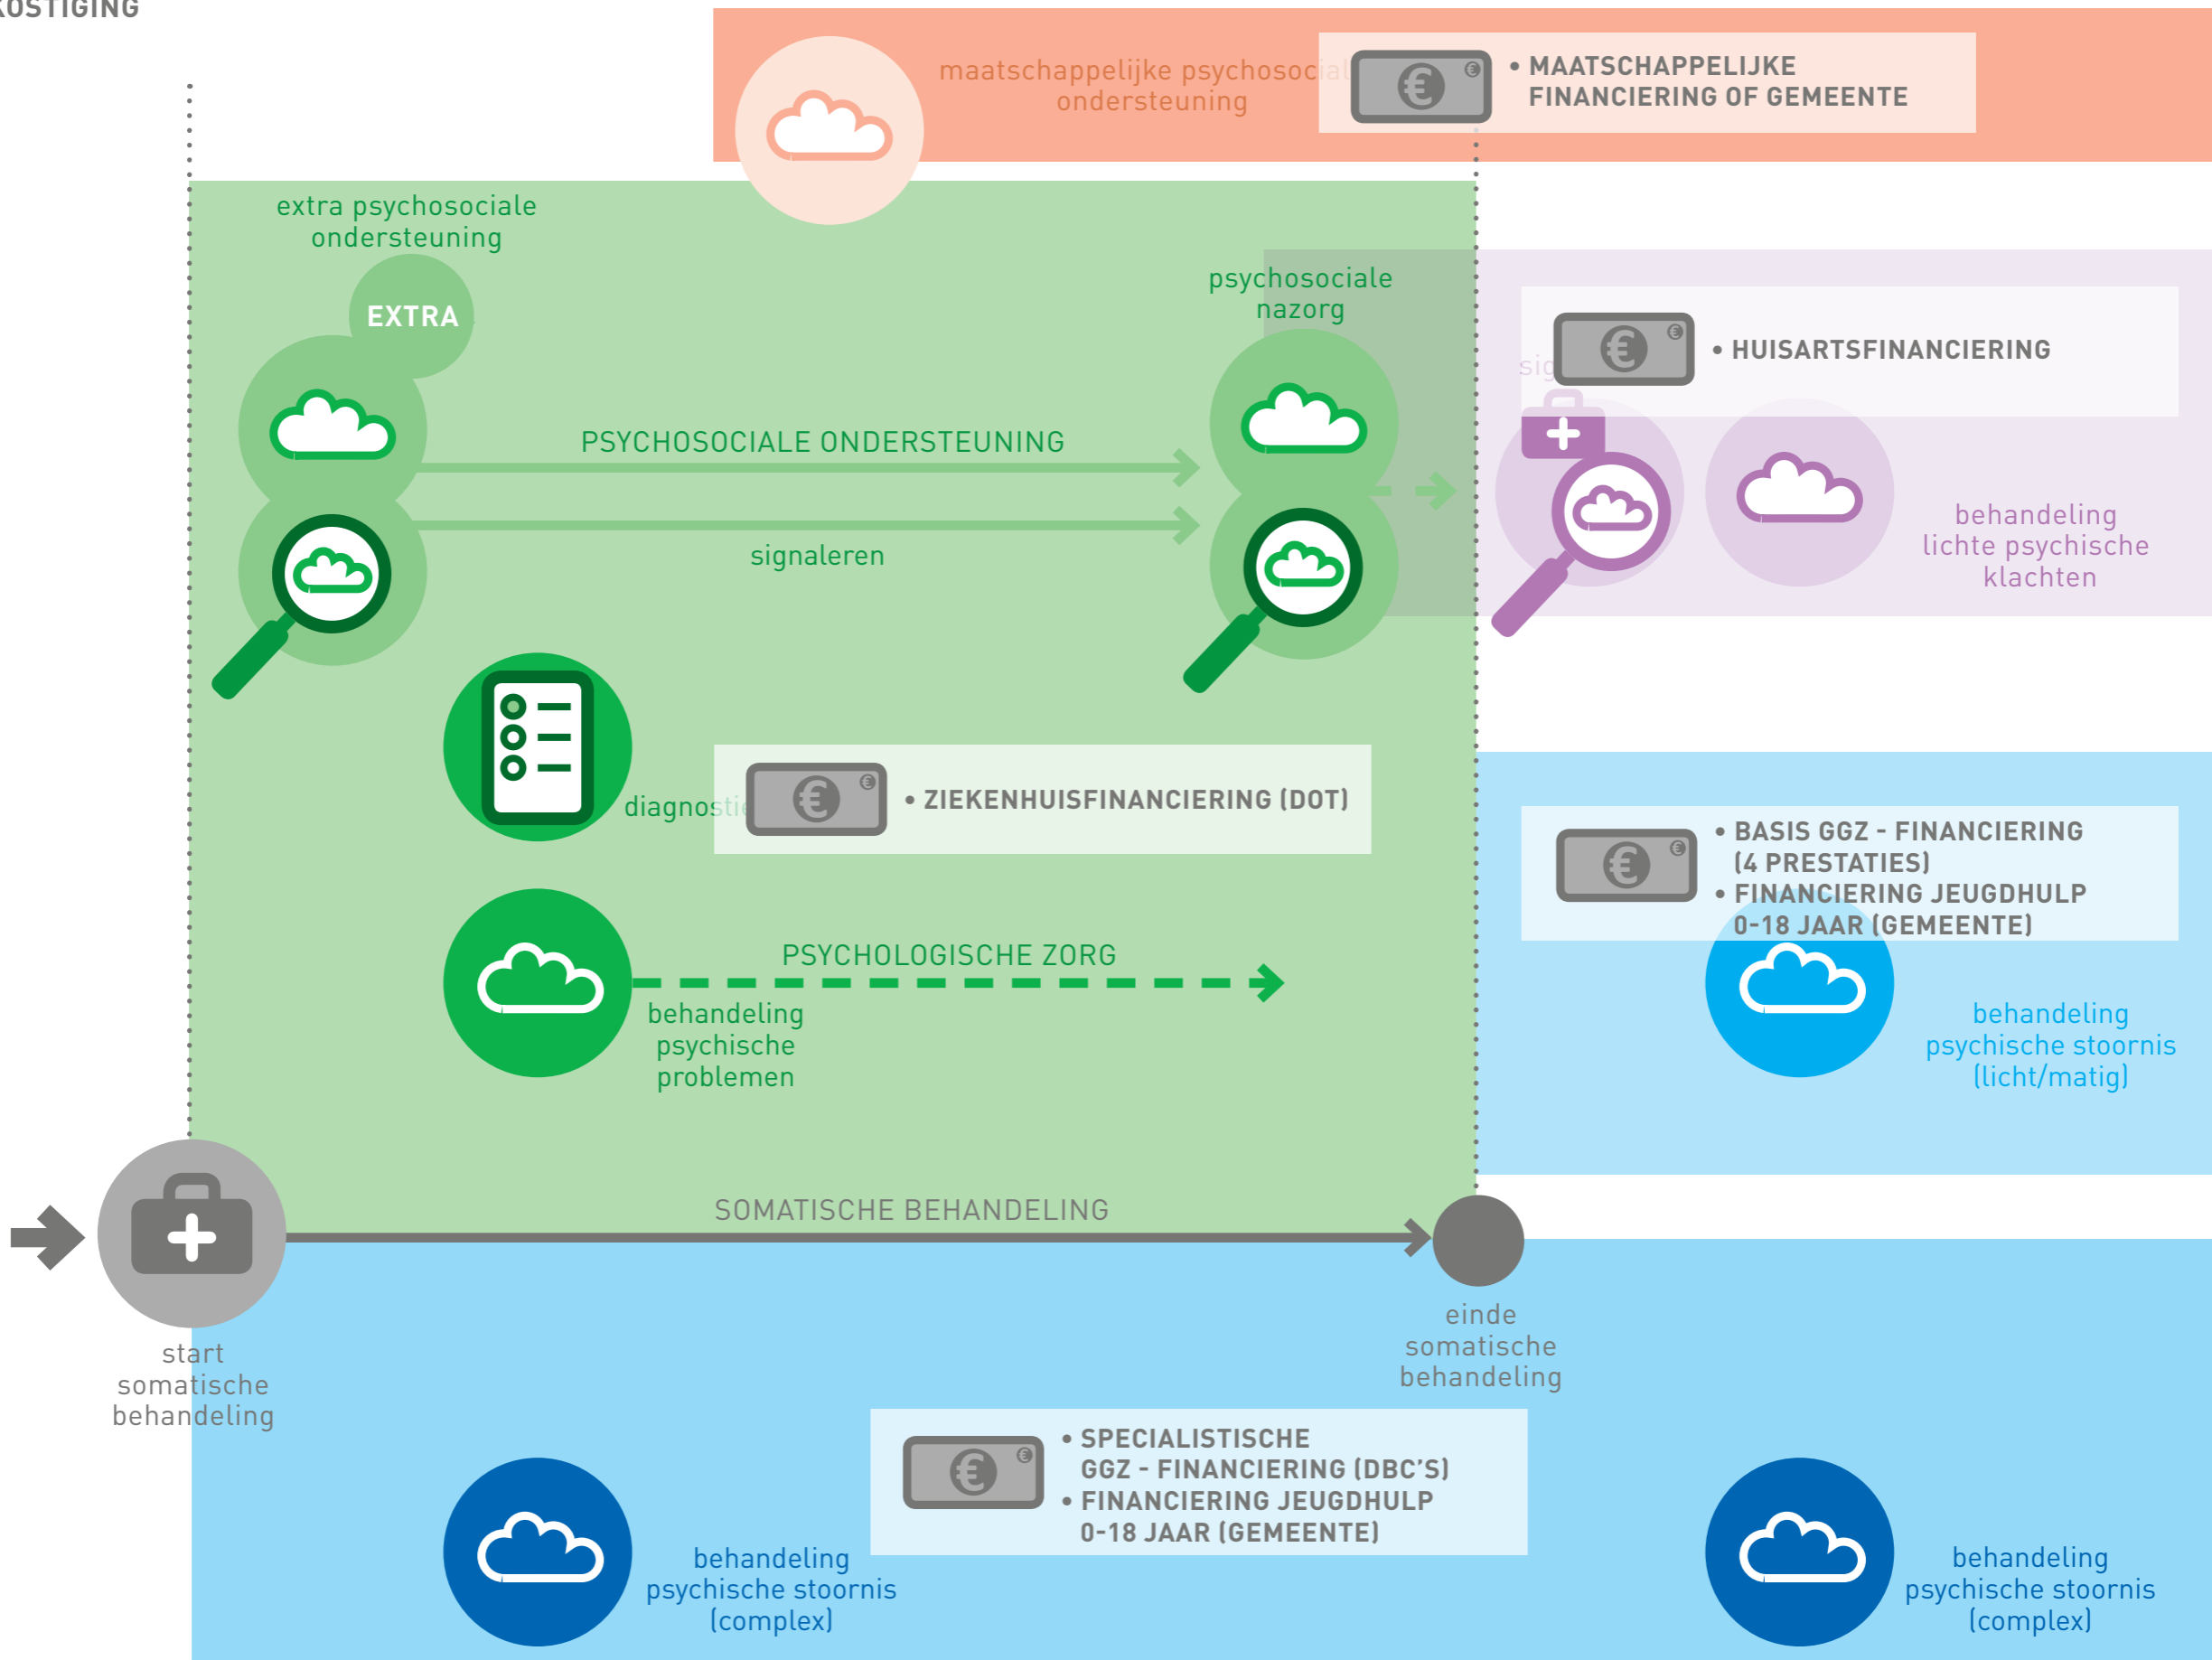 maatschappelijke psychosociale
ondersteuning
• MAATSCHAPPELIJKE
FINANCIERING OF GEMEENTE
extra psychosociale
ondersteuning
EXTRA
psychosociale
nazorg
• HUISARTSFINANCIERING
PSYCHOSOCIALE ONDERSTEUNING
signaleren
behandeling
lichte psychische
klachten
diagnostie
• ZIEKENHUISFINANCIERING (DOT)
• BASIS GGZ - FINANCIERING
(4 PRESTATIES)
• FINANCIERING JEUGDHULP
0-18 JAAR (GEMEENTE)
PSYCHOLOGISCHE ZORG
behandeling
psychische
problemen
behandeling
psychische stoornis
(licht/matig)
SOMATISCHE BEHANDELING
start
somatische
behandeling
einde
somatische
behandeling
• SPECIALISTISCHE
GGZ - FINANCIERING (DBC'S)
• FINANCIERING JEUGDHULP
0-18 JAAR (GEMEENTE)
behandeling
psychische stoornis
(complex)
behandeling
psychische stoornis
(complex)